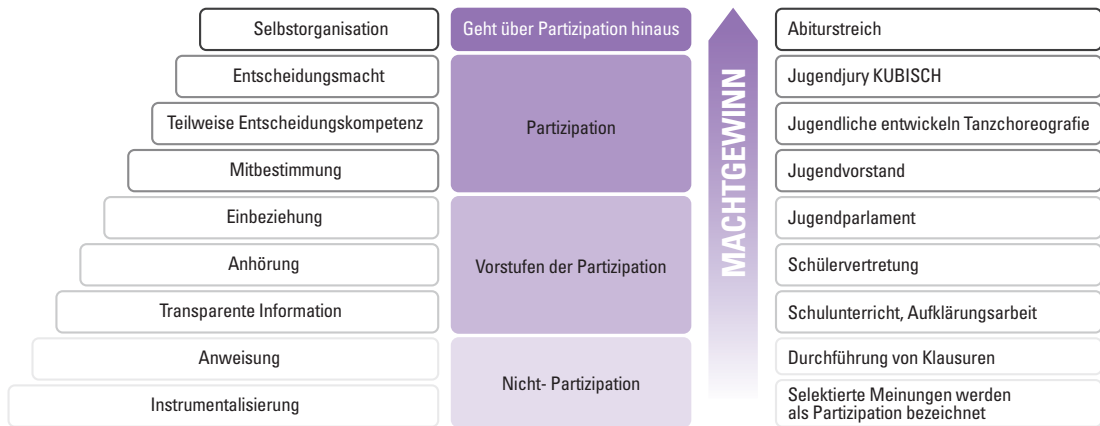 Selbstorganisation
Geht über Partizipation hinaus
Abiturstreich
Entscheidungsmacht
Jugendjury KUBISCH
Teilweise Entscheidungskompetenz
Partizipation
Jugendliche entwickeln Tanzchoreografie
Mitbestimmung
Jugendvorstand
MACHTGEWINN
Einbeziehung
Jugendparlament
Anhörung
Vorstufen der Partizipation
Schülervertretung
Transparente Information
Schulunterricht, Aufklärungsarbeit
Anweisung
Durchführung von Klausuren
Nicht- Partizipation
Instrumentalisierung
Selektierte Meinungen werden
als Partizipation bezeichnet